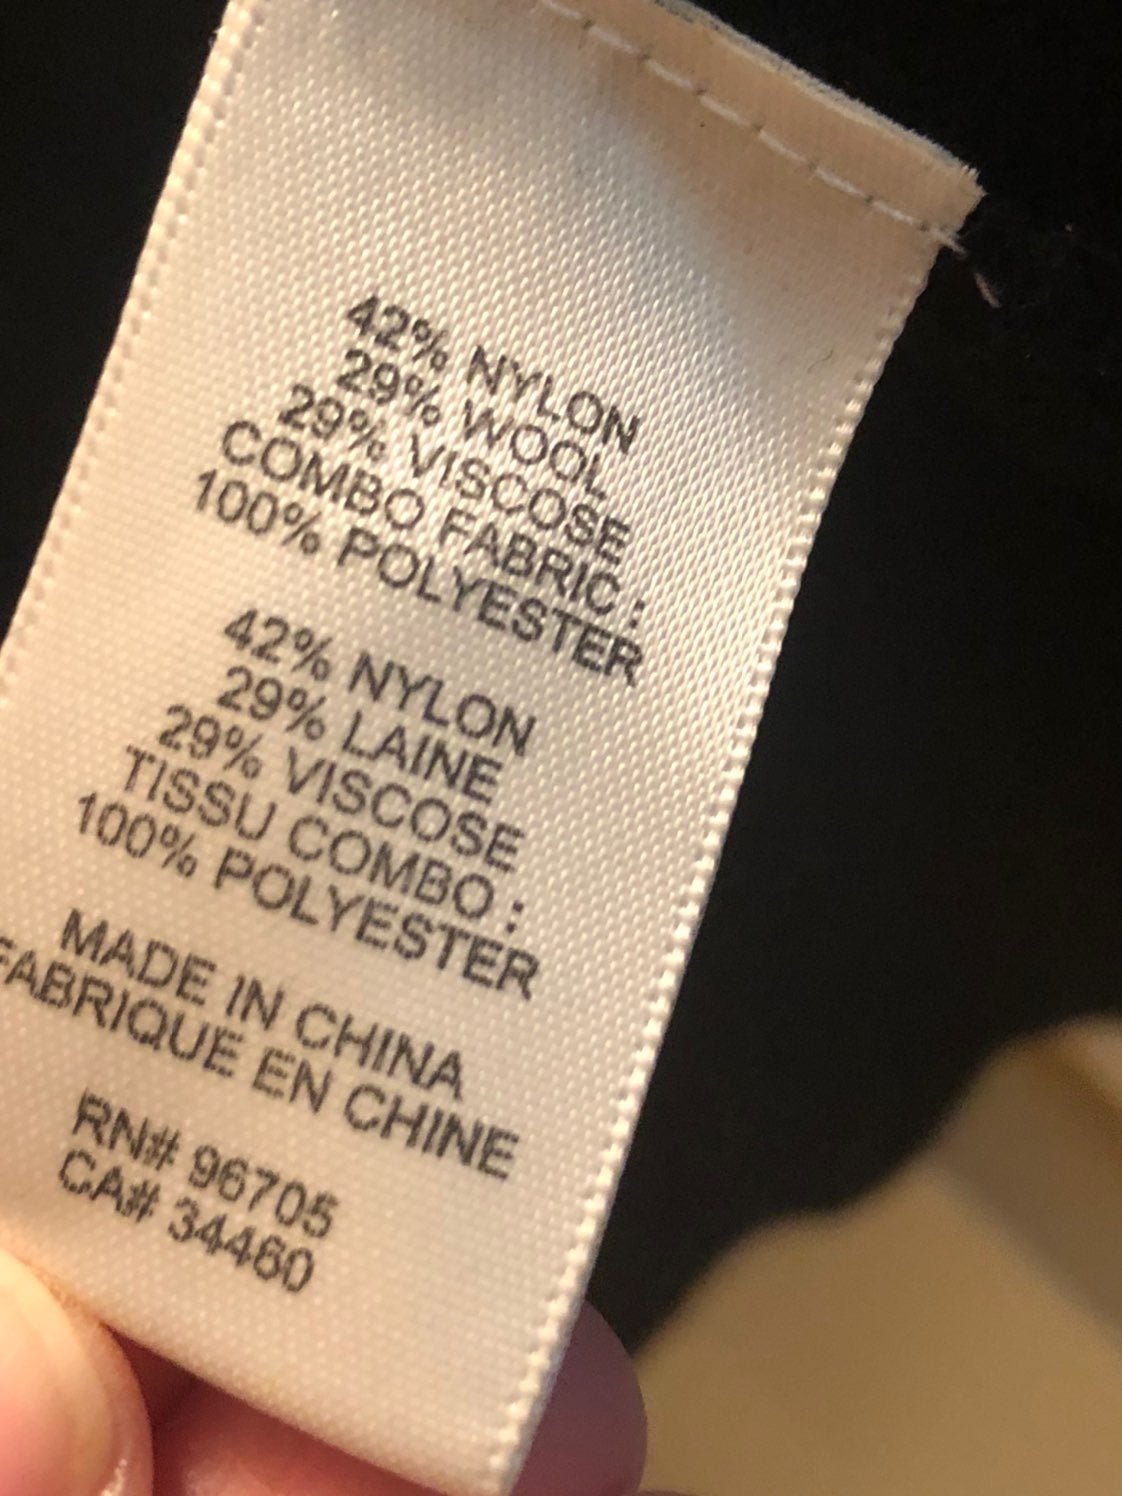 42% NYLON
29% WOOL
29% VISCOSE
COMBO FABRIC :
100% POLYESTER
42% NYLON
29% LAINE
29% VISCOSE
TISSU COMBO :
100% POLYESTER
MADE IN CHINA
FABRIQUE EN CHINE
RN# 96705
CA# 34460